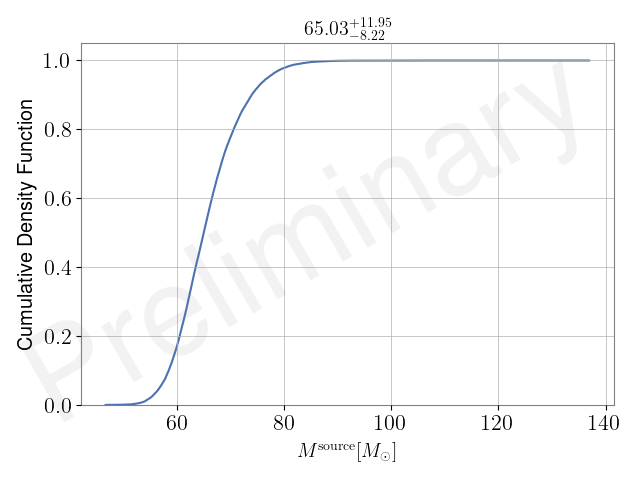 65.03^{+11.95}_{-8.22}
Cumulative Density Function
1.0
0.8
0.6
0.4
0.2
0.0
Preliminary
60 80 100 120 140
M^{source}[M_⊙]